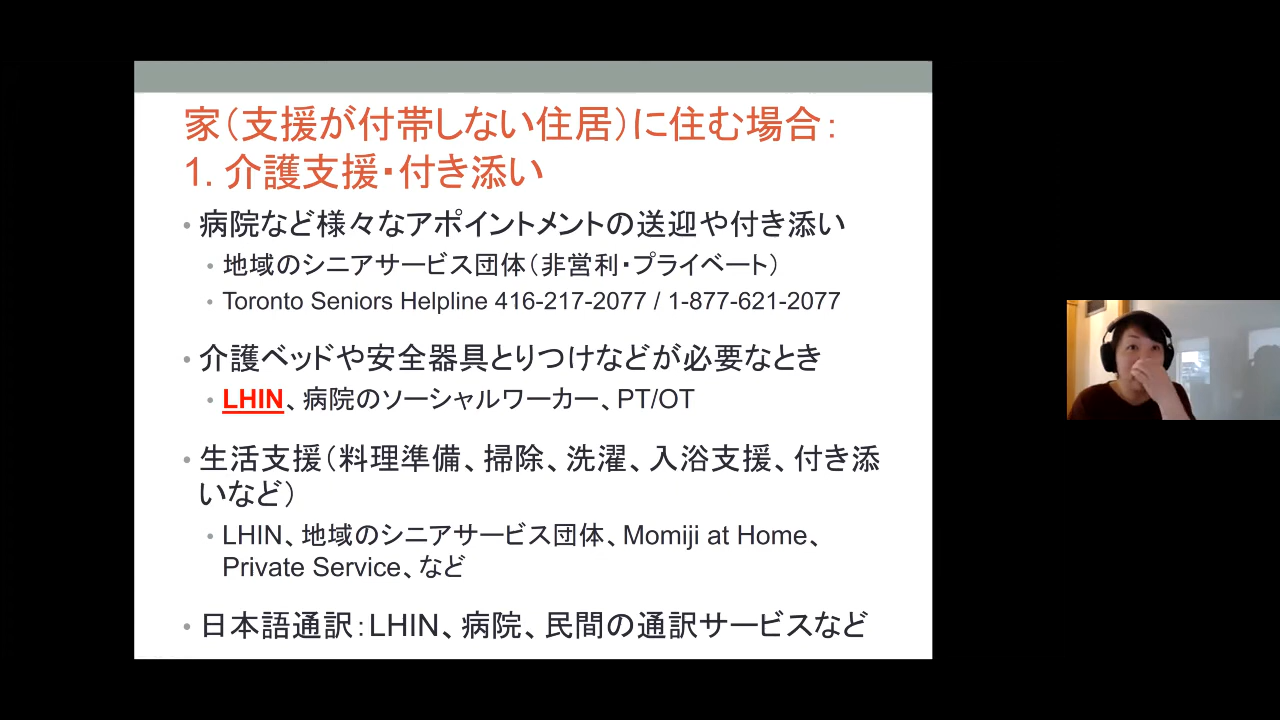 家（支援が付帯しない住居）に住む場合：
1. 介護支援・付き添い
• 病院など様々なアポイントメントの送迎や付き添い
• 地域のシニアサービス団体（非営利・プライベート）
• Toronto Seniors Helpline 416-217-2077 / 1-877-621-2077
• 介護ベッドや安全器具とりつけなどが必要なとき
• LHIN、病院のソーシャルワーカー、PT/OT
• 生活支援（料理準備、掃除、洗濯、入浴支援、付き添
いなど）
• LHIN、地域のシニアサービス団体、Momiji at Home、
Private Service、など
• 日本語通訳：LHIN、病院、民間の通訳サービスなど